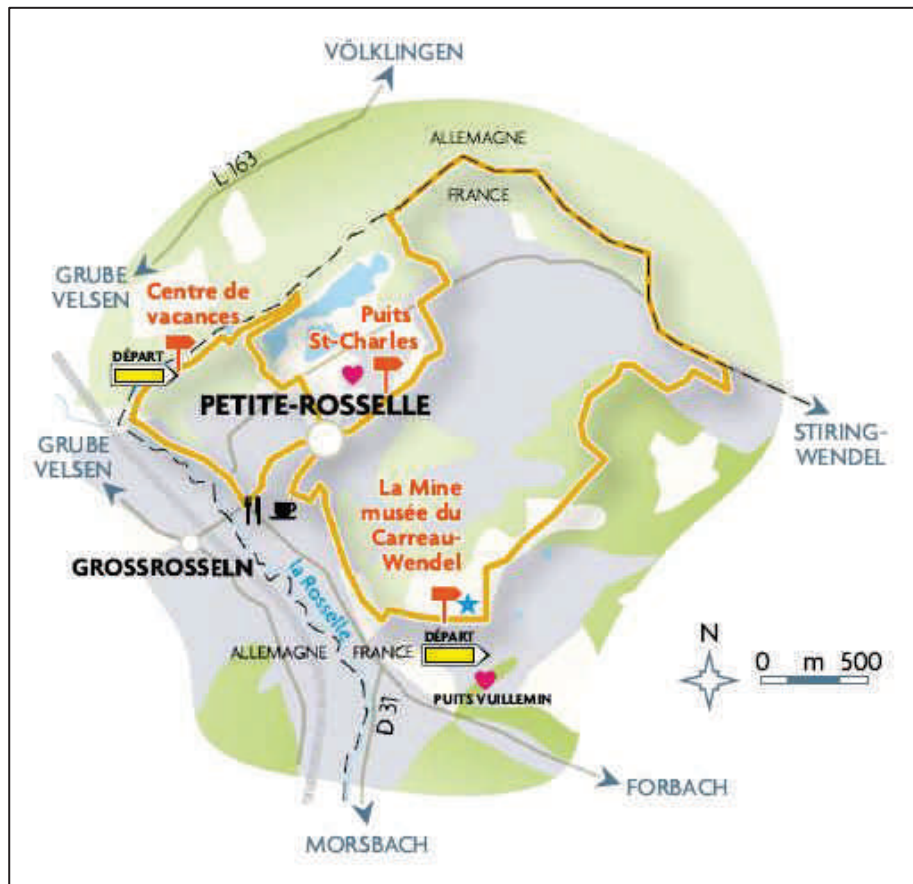 VÖLKLINGEN
ALLEMAGNE
L 163
FRANCE
GRUBE
VELSEN
Centre de
vacances
Puits
St-Charles
DÉPART
PETITE-ROSSELLE
GRUBE
VELSEN
STIRING-
WENDEL
La Mine
musée du
Carreau-
Wendel
GROSSROSSELN
la Rosselle
DÉPART
ALLEMAGNE
FRANCE
N
0 m 500
PUITS VUILLEMIN
D 31
FORBACH
MORSBACH